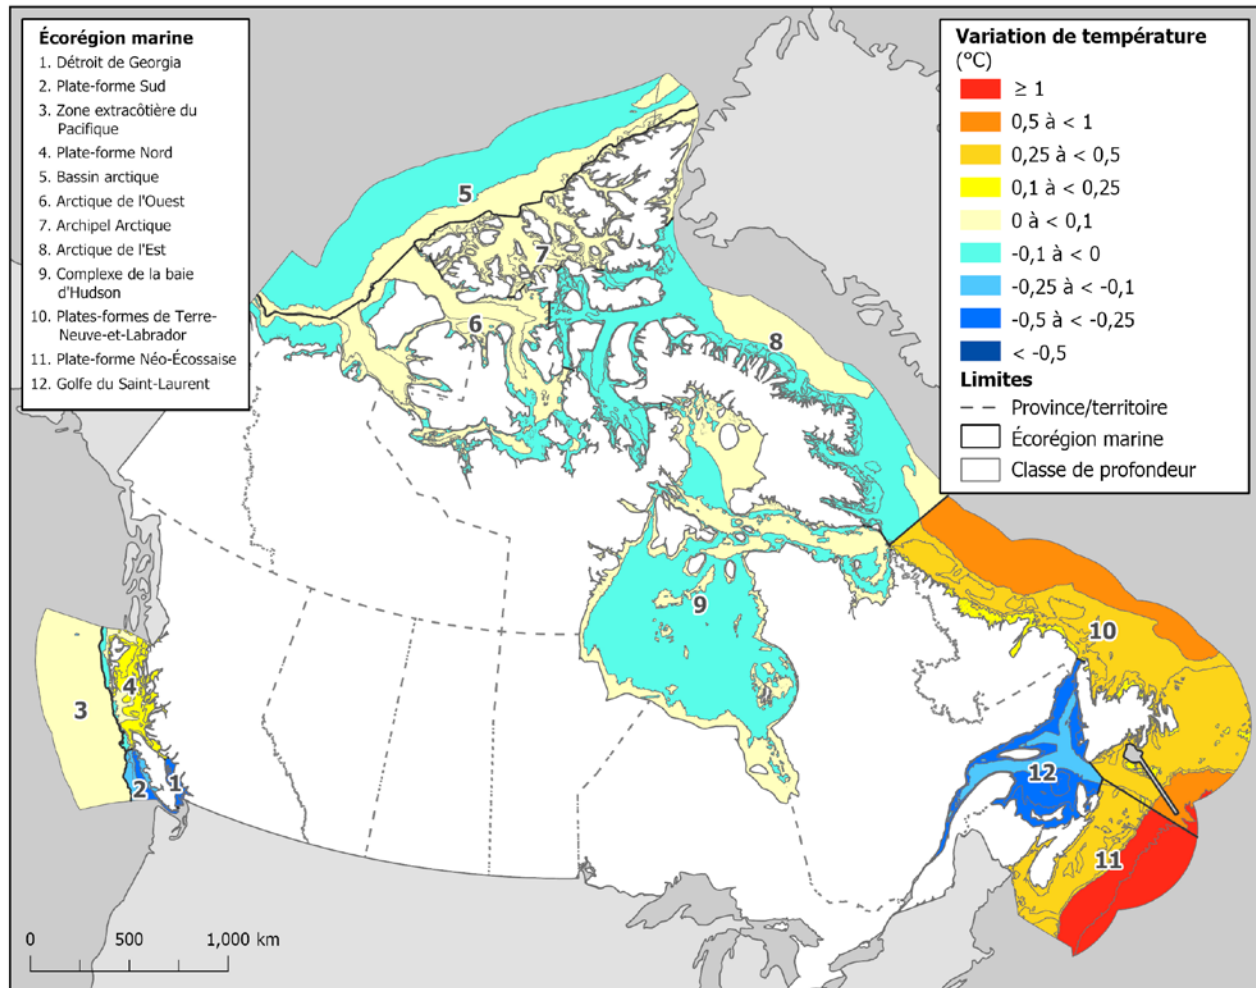 Écorégion marine
1. Détroit de Georgia
2. Plate-forme Sud
3. Zone extracôtière du
Pacifique
4. Plate-forme Nord
5. Bassin arctique
6. Arctique de l'Ouest
7. Archipel Arctique
8. Arctique de l'Est
9. Complexe de la baie
d'Hudson
10. Plates-formes de Terre-
Neuve-et-Labrador
11. Plate-forme Néo-Écossaise
12. Golfe du Saint-Laurent
Variation de température
(°C)
≥ 1
0,5 à < 1
0,25 à < 0,5
0,1 à < 0,25
0 à < 0,1
-0,1 à < 0
-0,25 à < -0,1
-0,5 à < -0,25
< -0,5
Limites
Province/territoire
Écorégion marine
Classe de profondeur
5
7
6
8
9
10
3
4
2
1
12
11
0 500 1,000 km